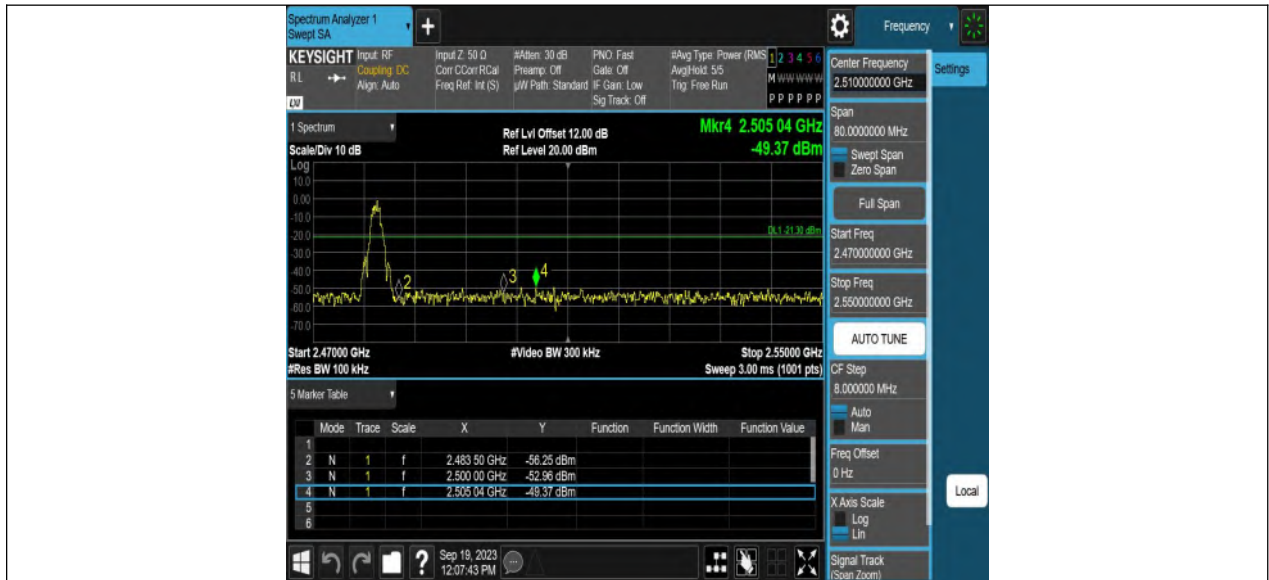 Spectrum Analyzer 1
Swept SA
+
Frequency
KEYSIGHT
RL
LXI
Input: RF
Coupling: DC
Align: Auto
Input Z: 50 Ω
Corr CCorr RCal
Freq Ref: Int (S)
#Atten: 30 dB
Preamp: Off
µW Path: Standard
PNO: Fast
Gate: Off
IF Gain: Low
Sig Track: Off
#Avg Type: Power (RMS
Avg|Hold: 5/5
Trig: Free Run
1 2 3 4 5 6
M W W W W W
P P P P P P
1 Spectrum
Scale/Div 10 dB
Ref Lvl Offset 12.00 dB
Ref Level 20.00 dBm
Mkr4 2.505 04 GHz
-49.37 dBm
Log
10.0
0.00
-10.0
-20.0
-30.0
-40.0
-50.0
-60.0
-70.0
DL1 -21.30 dBm
2
3
4
Start 2.47000 GHz
#Res BW 100 kHz
#Video BW 300 kHz
Stop 2.55000 GHz
Sweep 3.00 ms (1001 pts)
5 Marker Table
Mode Trace Scale X Y Function Function Width Function Value
1
2 N 1 f 2.483 50 GHz -56.25 dBm
3 N 1 f 2.500 00 GHz -52.96 dBm
4 N 1 f 2.505 04 GHz -49.37 dBm
5
6
?
Sep 19, 2023
12:07:43 PM
Center Frequency
2.510000000 GHz
Span
80.0000000 MHz
Swept Span
Zero Span
Full Span
Start Freq
2.470000000 GHz
Stop Freq
2.550000000 GHz
AUTO TUNE
CF Step
8.000000 MHz
Auto
Man
Freq Offset
0 Hz
X Axis Scale
Log
Lin
Signal Track
(Span Zoom)
Settings
Local